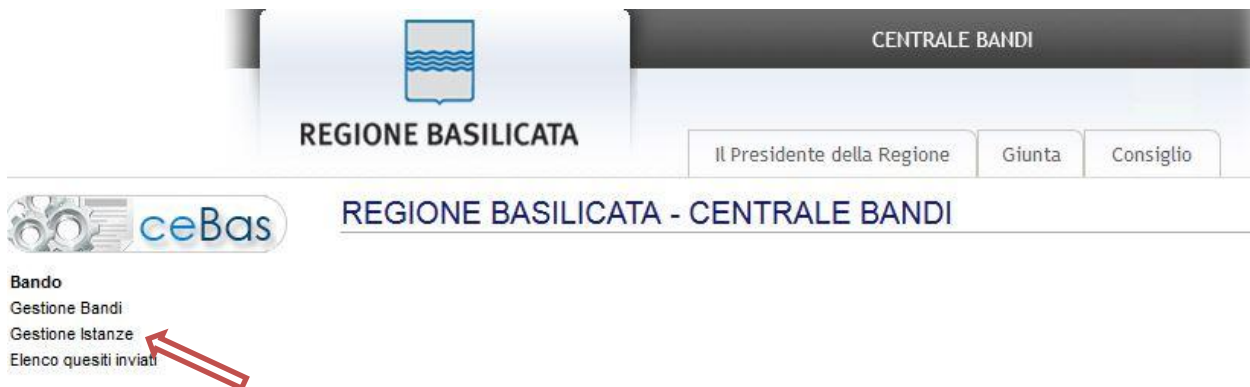 CENTRALE BANDI
REGIONE BASILICATA
Il Presidente della Regione
Giunta
Consiglio
ceBas
REGIONE BASILICATA - CENTRALE BANDI
Bando
Gestione Bandi
Gestione Istanze
Elenco quesiti inviati